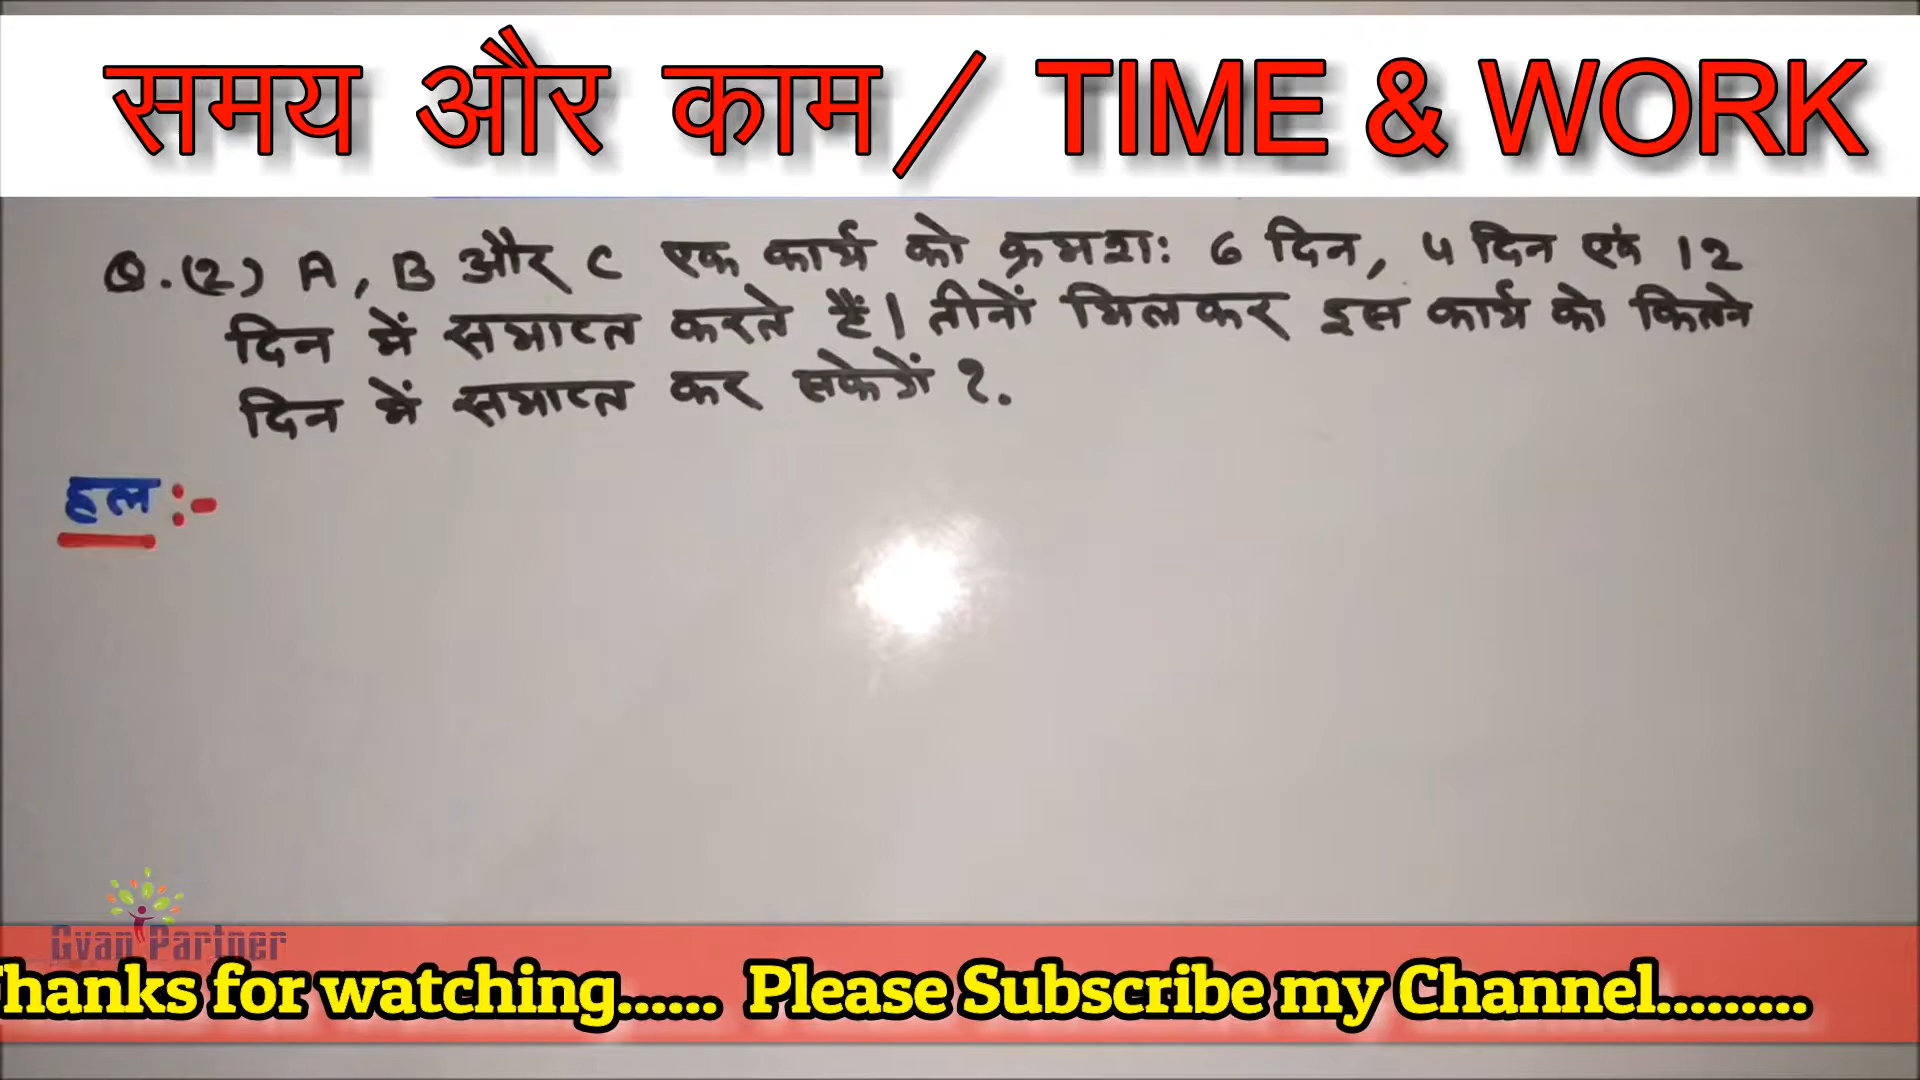 समय और काम / TIME & WORK
Q.(2) A, B और C एक कार्य को क्रमशः 6 दिन, 4 दिन एवं 12
दिन में समाप्त करते हैं। तीनों मिलकर इस कार्य को कितने
दिन में समाप्त कर सकेगें ?.
हल :-
Gyan Partner
Thanks for watching...... Please Subscribe my Channel.........